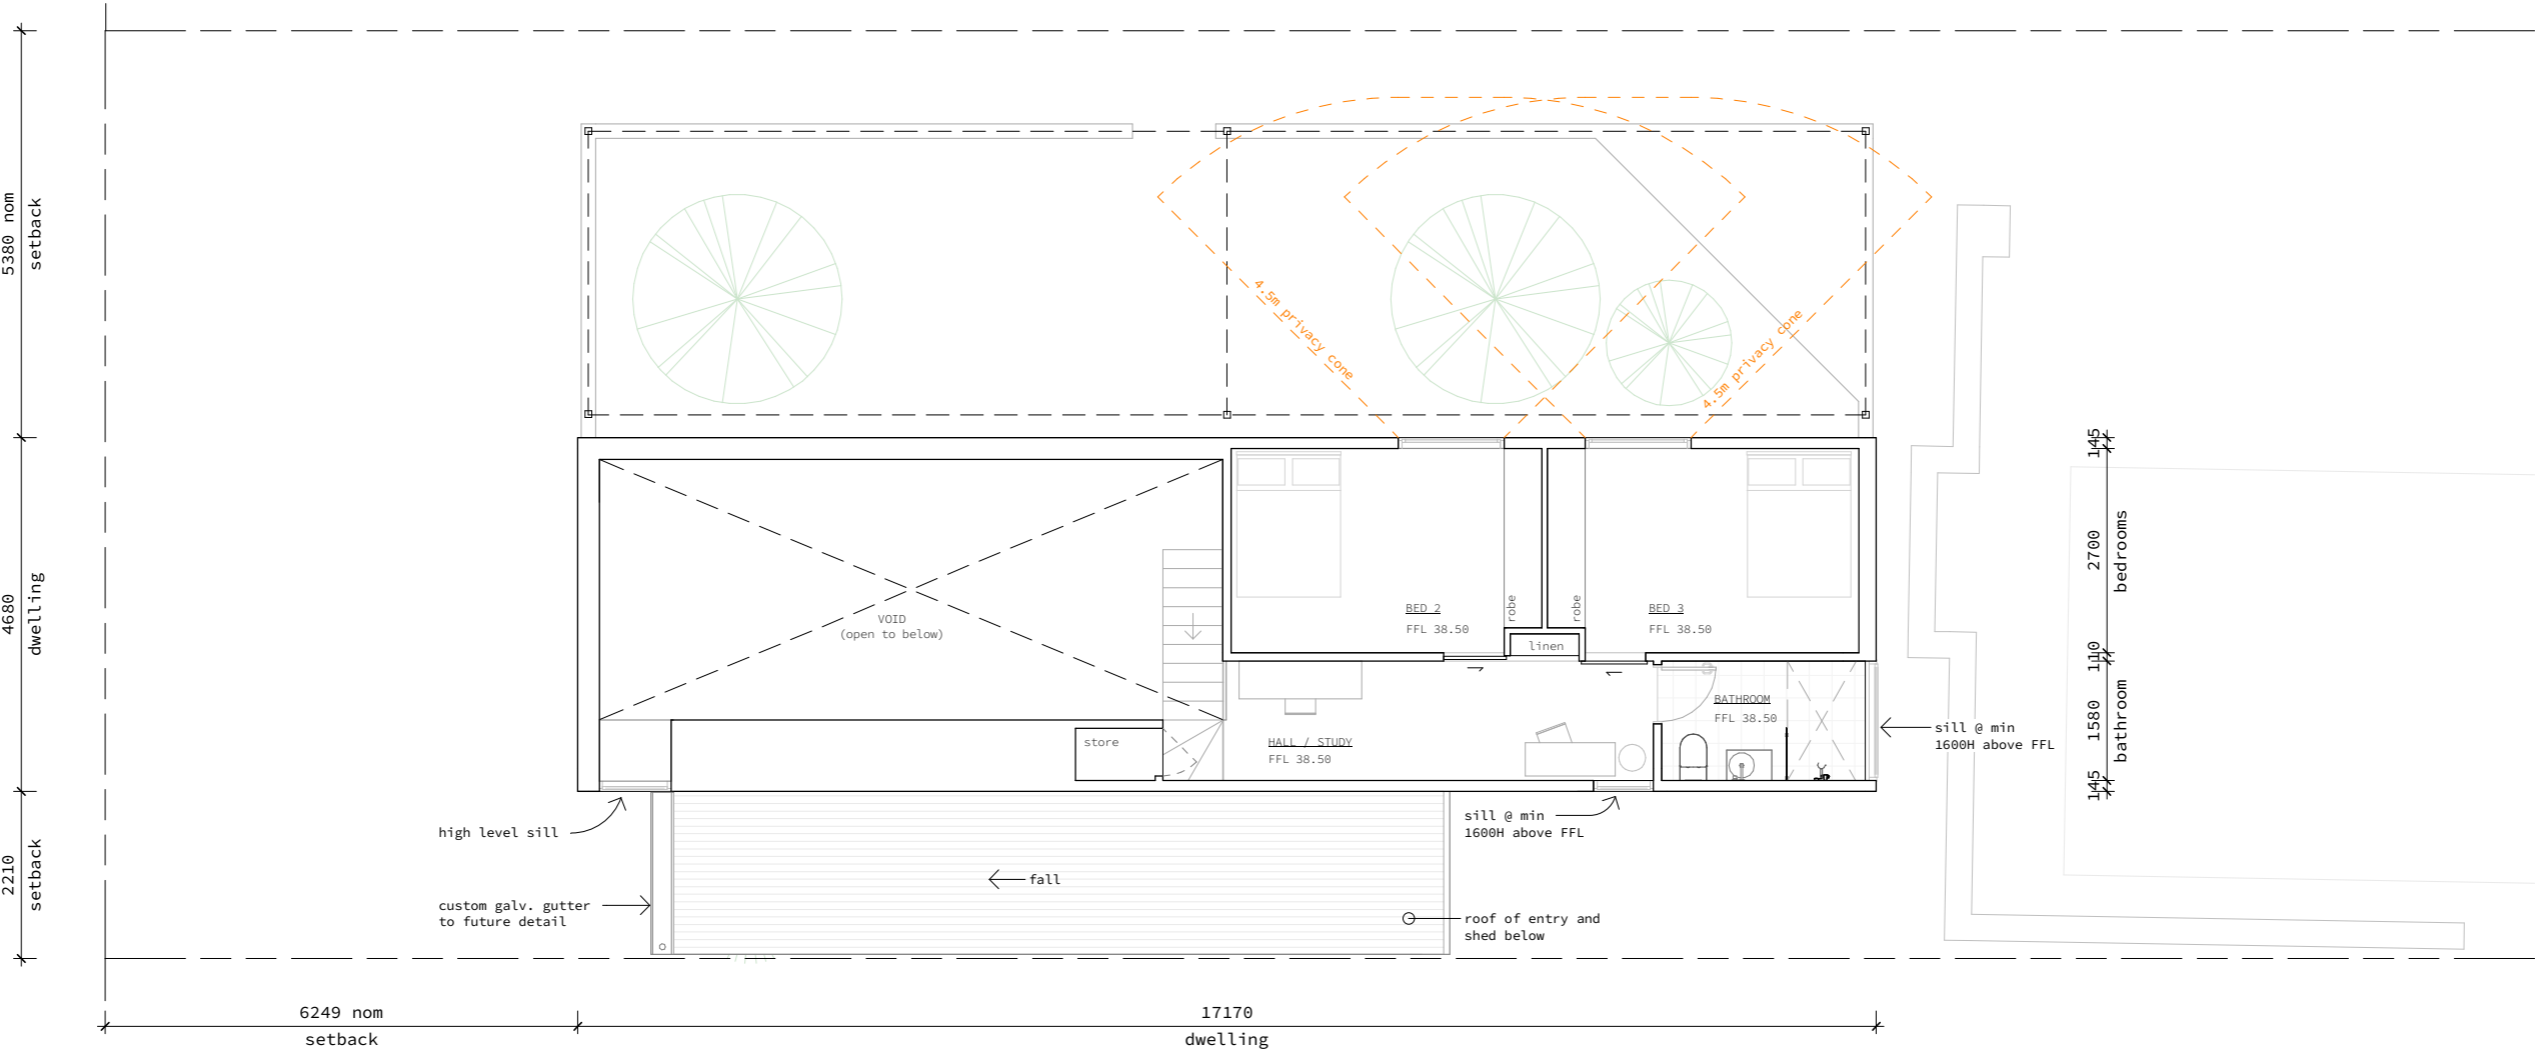 5380 nom
setback
4680
dwelling
2210
setback
4.5m privacy cone
4.5m privacy cone
VOID
(open to below)
BED 2
FFL 38.50
robe
robe
BED 3
FFL 38.50
linen
store
HALL / STUDY
FFL 38.50
BATHROOM
FFL 38.50
145
2700
bedrooms
110
1580
bathroom
145
sill @ min
1600H above FFL
high level sill
sill @ min
1600H above FFL
custom galv. gutter
to future detail
fall
roof of entry and
shed below
6249 nom
setback
17170
dwelling